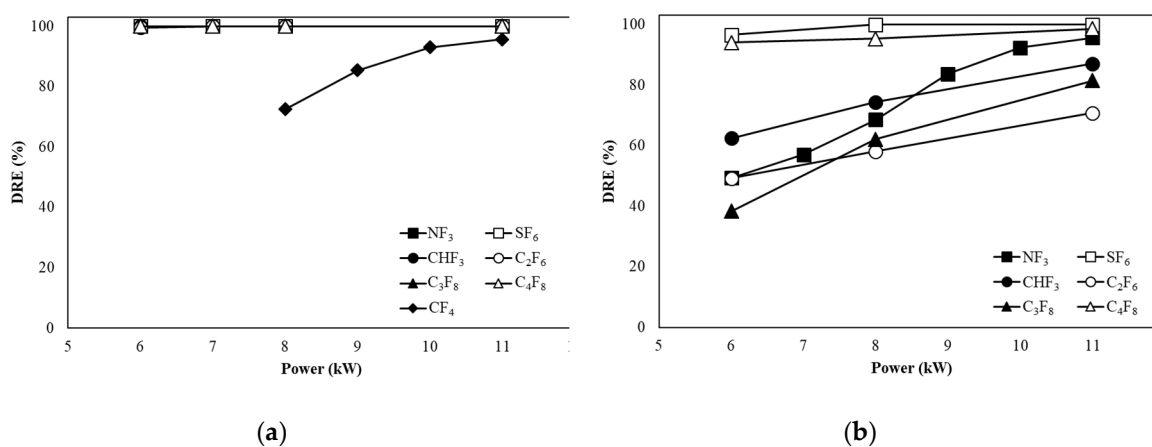 100
80
60
40
20
0
DRE (%)
NF₃ SF₆
CHF₃ C₂F₆
C₃F₈ C₄F₈
CF₄
5 6 7 8 9 10 11
Power (kW)
(a)
100
80
60
40
20
0
DRE (%)
NF₃ SF₆
CHF₃ C₂F₆
C₃F₈ C₄F₈
5 6 7 8 9 10 11
Power (kW)
(b)